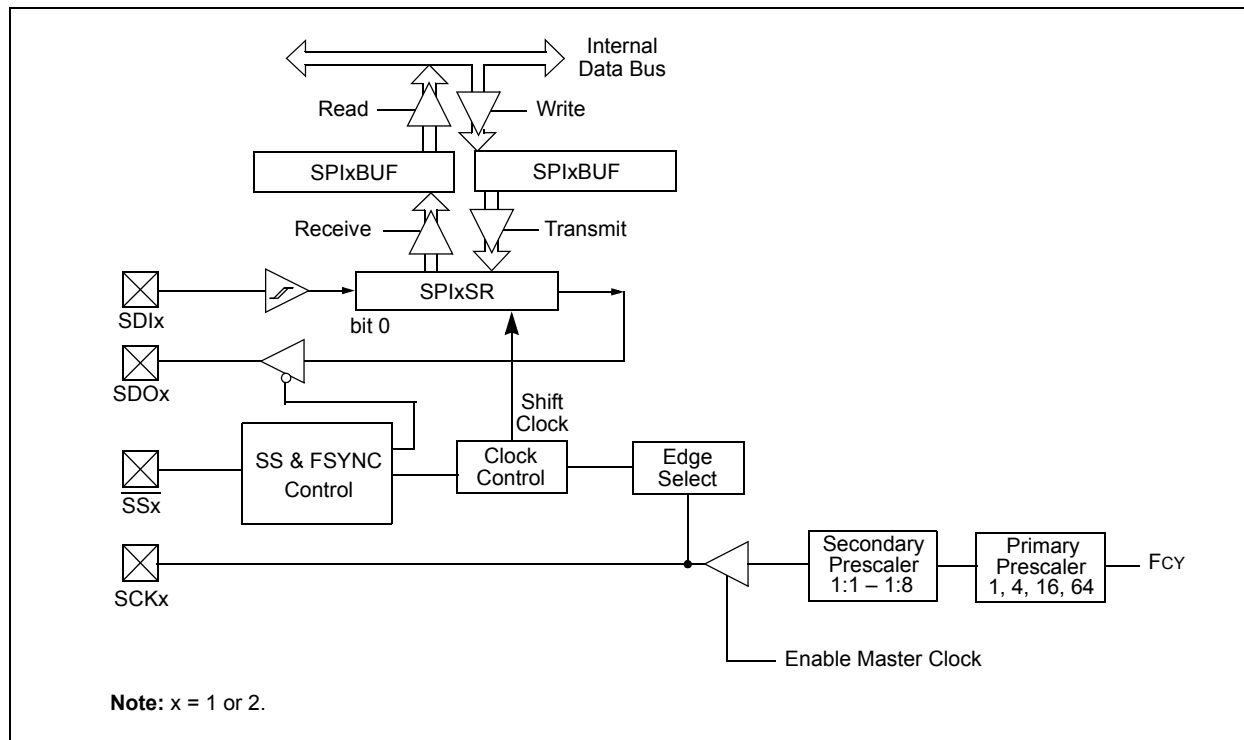 Internal
Data Bus
Read
Write
SPIxBUF
SPIxBUF
Receive
Transmit
SDIx
SPIxSR
bit 0
SDOx
Shift
Clock
SSx
SS & FSYNC
Control
Clock
Control
Edge
Select
SCKx
Secondary
Prescaler
1:1 – 1:8
Primary
Prescaler
1, 4, 16, 64
FCY
Enable Master Clock
Note: x = 1 or 2.